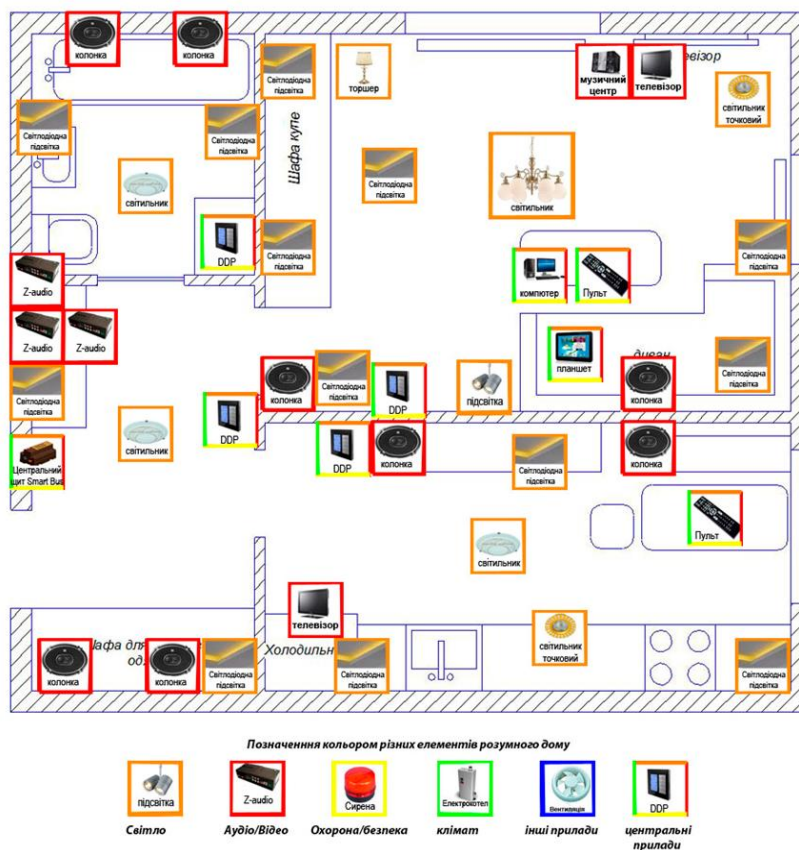 колонка
колонка
Світлодіодна
підсвітка
торшер
музичний
центр
телевізор
світильник
точковий
Світлодіодна
підсвітка
Світлодіодна
підсвітка
Шафа купе
Світлодіодна
підсвітка
світильник
світильник
DDP
Світлодіодна
підсвітка
Світлодіодна
підсвітка
Z-audio
компютер
Пульт
Z-audio
Z-audio
планшет
диван
Світлодіодна
підсвітка
Світлодіодна
підсвітка
колонка
Світлодіодна
підсвітка
DDP
підсвітка
колонка
світильник
DDP
DDP
колонка
Світлодіодна
підсвітка
колонка
Центральний
щит Smart Bus
світильник
Пульт
телевізор
світильник
точковий
Шафа для
од
колонка
колонка
Світлодіодна
підсвітка
Холодильн
Світлодіодна
підсвітка
Світлодіодна
підсвітка
Позначенння кольором різних елементів розумного дому
підсвітка
Z-audio
Сирена
Електрокотел
Вентиляція
DDP
Світло
Аудіо/Відео
Охорона/безпека
клімат
інші прилади
центральні
прилади